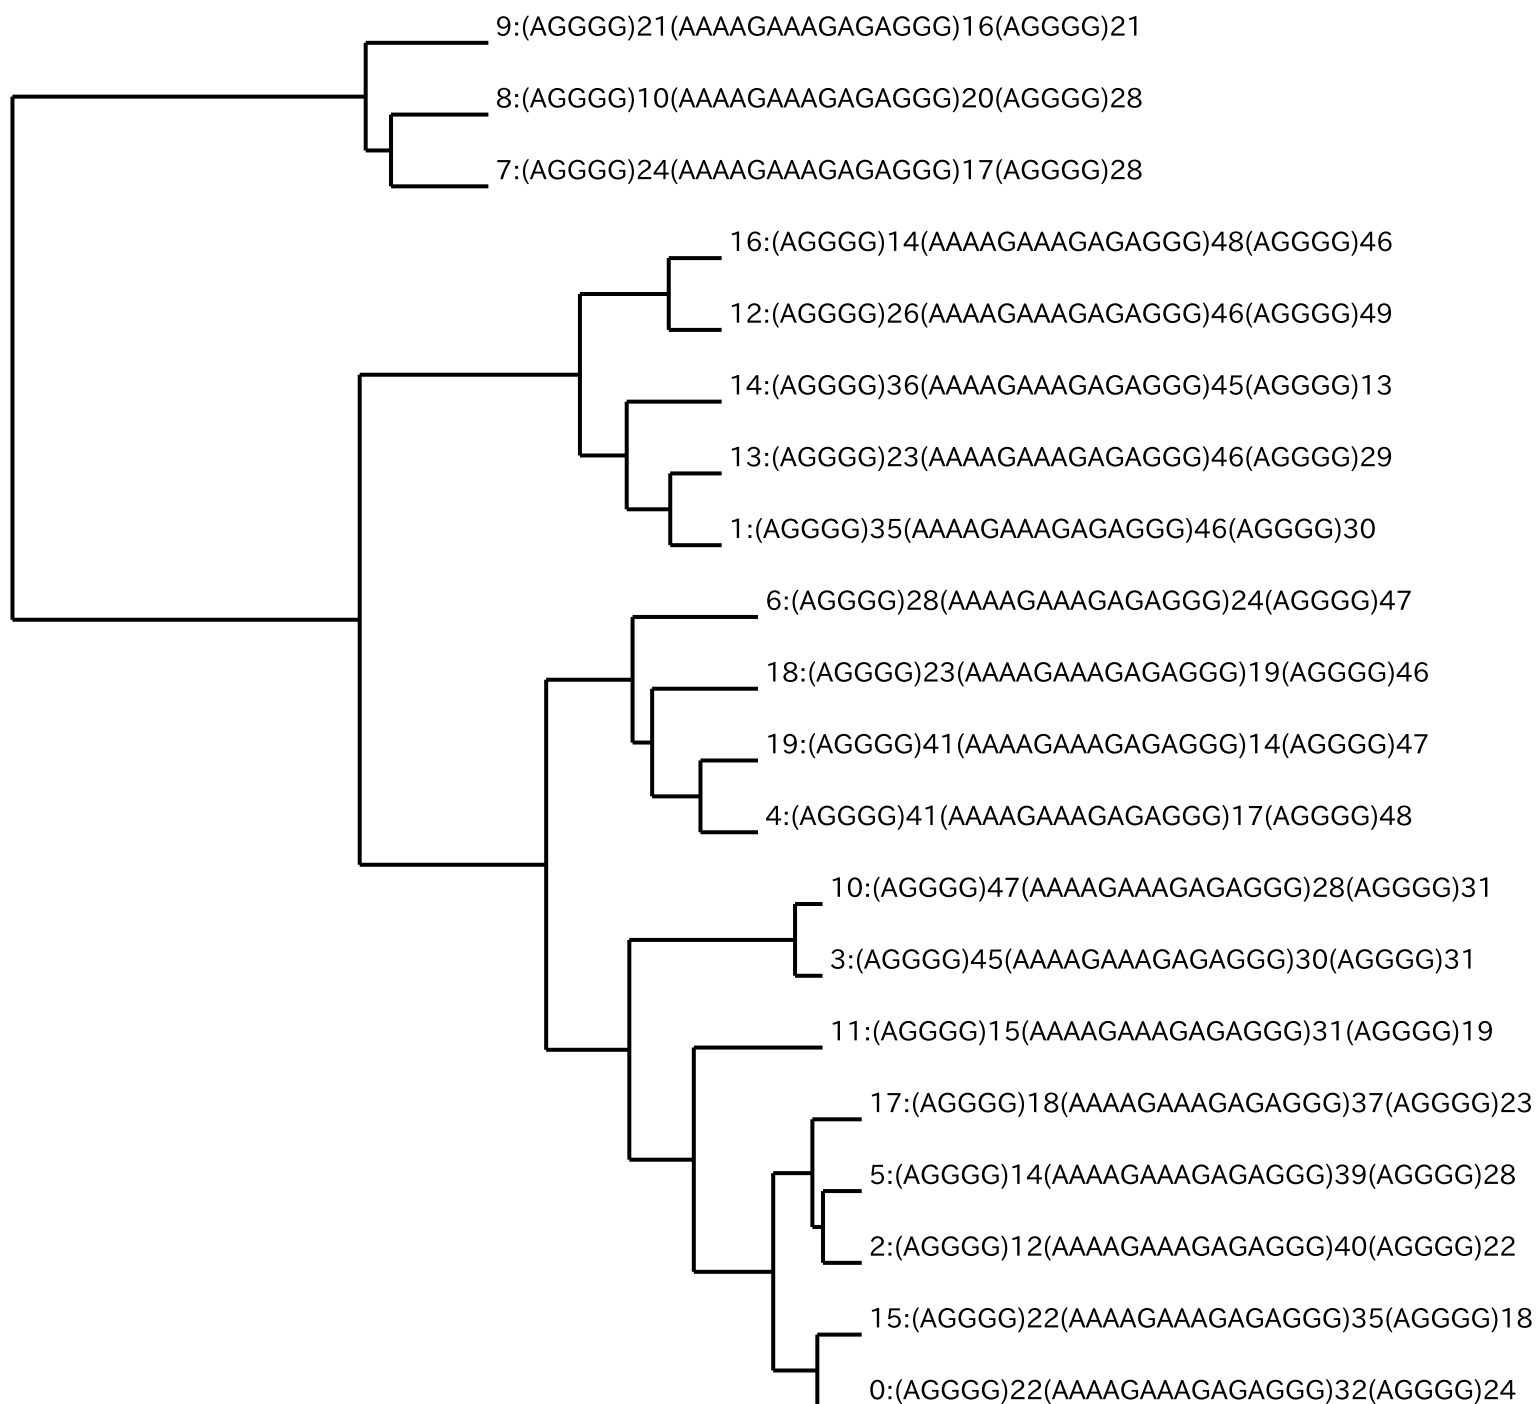 9:(AGGGG)21(AAAAGAAAGAGAGGG)16(AGGGG)21
8:(AGGGG)10(AAAAGAAAGAGAGGG)20(AGGGG)28
7:(AGGGG)24(AAAAGAAAGAGAGGG)17(AGGGG)28
16:(AGGGG)14(AAAAGAAAGAGAGGG)48(AGGGG)46
12:(AGGGG)26(AAAAGAAAGAGAGGG)46(AGGGG)49
14:(AGGGG)36(AAAAGAAAGAGAGGG)45(AGGGG)13
13:(AGGGG)23(AAAAGAAAGAGAGGG)46(AGGGG)29
1:(AGGGG)35(AAAAGAAAGAGAGGG)46(AGGGG)30
6:(AGGGG)28(AAAAGAAAGAGAGGG)24(AGGGG)47
18:(AGGGG)23(AAAAGAAAGAGAGGG)19(AGGGG)46
19:(AGGGG)41(AAAAGAAAGAGAGGG)14(AGGGG)47
4:(AGGGG)41(AAAAGAAAGAGAGGG)17(AGGGG)48
10:(AGGGG)47(AAAAGAAAGAGAGGG)28(AGGGG)31
3:(AGGGG)45(AAAAGAAAGAGAGGG)30(AGGGG)31
11:(AGGGG)15(AAAAGAAAGAGAGGG)31(AGGGG)19
17:(AGGGG)18(AAAAGAAAGAGAGGG)37(AGGGG)23
5:(AGGGG)14(AAAAGAAAGAGAGGG)39(AGGGG)28
2:(AGGGG)12(AAAAGAAAGAGAGGG)40(AGGGG)22
15:(AGGGG)22(AAAAGAAAGAGAGGG)35(AGGGG)18
0:(AGGGG)22(AAAAGAAAGAGAGGG)32(AGGGG)24